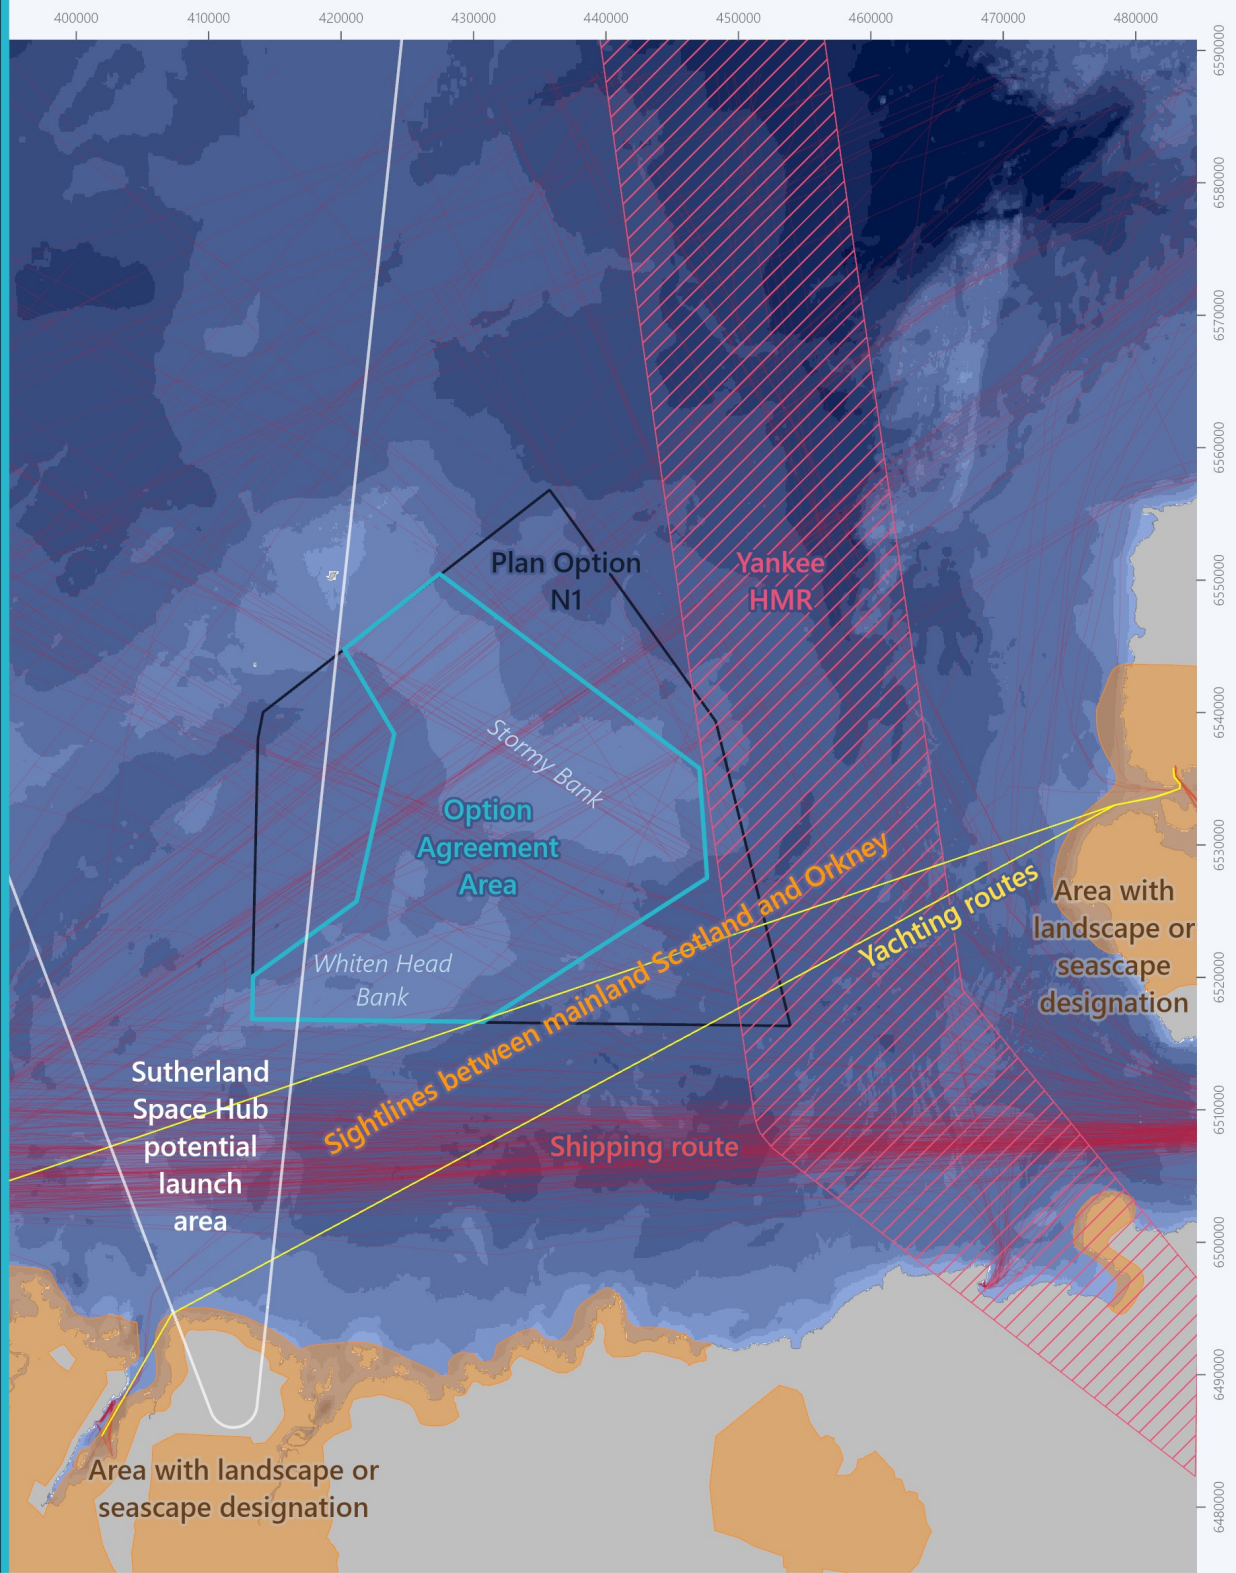 400000 410000 420000 430000 440000 450000 460000 470000 480000
6590000
6580000
6570000
6560000
6550000
6540000
6530000
6520000
6510000
6500000
6490000
6480000
Plan Option
N1
Yankee
HMR
Stormy Bank
Option
Agreement
Area
Sightlines between mainland Scotland and Orkney
Yachting routes
Area with
landscape or
seascape
designation
Whiten Head
Bank
Sutherland
Space Hub
potential
launch
area
Shipping route
Area with landscape or
seascape designation